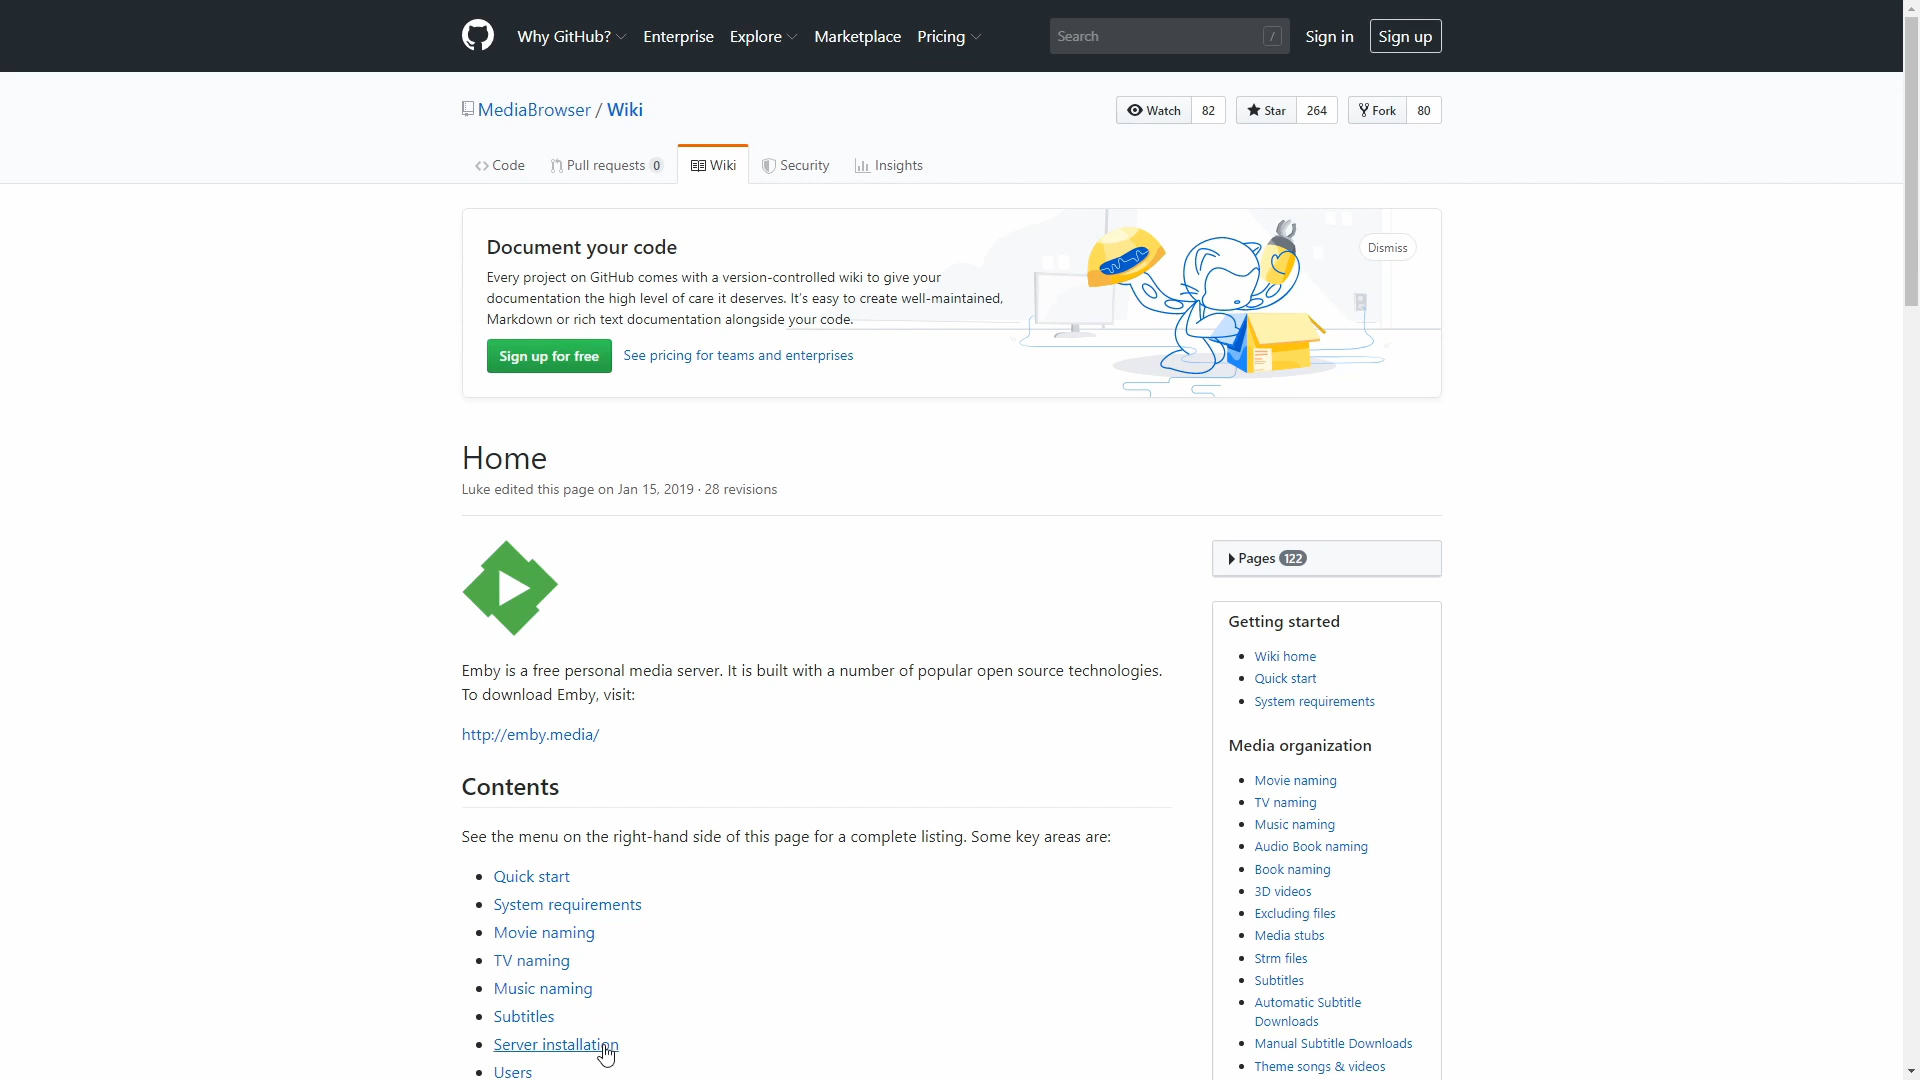 Why GitHub? Enterprise Explore Marketplace Pricing Search / Sign in Sign up
MediaBrowser / Wiki
Watch 82 Star 264 Fork 80
Code Pull requests 0 Wiki Security Insights
Document your code
Dismiss
Every project on GitHub comes with a version-controlled wiki to give your
documentation the high level of care it deserves. It's easy to create well-maintained,
Markdown or rich text documentation alongside your code.
Sign up for free See pricing for teams and enterprises
Home
Luke edited this page on Jan 15, 2019 · 28 revisions
Emby is a free personal media server. It is built with a number of popular open source technologies.
To download Emby, visit:
http://emby.media/
Contents
See the menu on the right-hand side of this page for a complete listing. Some key areas are:
Quick start
System requirements
Movie naming
TV naming
Music naming
Subtitles
Server installation
Users
Pages 122
Getting started
Wiki home
Quick start
System requirements
Media organization
Movie naming
TV naming
Music naming
Audio Book naming
Book naming
3D videos
Excluding files
Media stubs
Strm files
Subtitles
Automatic Subtitle
Downloads
Manual Subtitle Downloads
Theme songs & videos